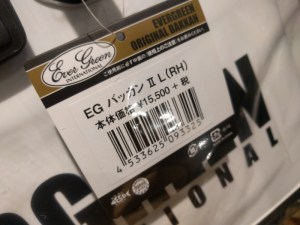 Ever Green
INTERNATIONAL
EVERGREEN
ORIGINAL BAKKAN
EG バッカン II L(RH)
本体価格 ¥15,500 + 税
4 533625 093325
IONAL